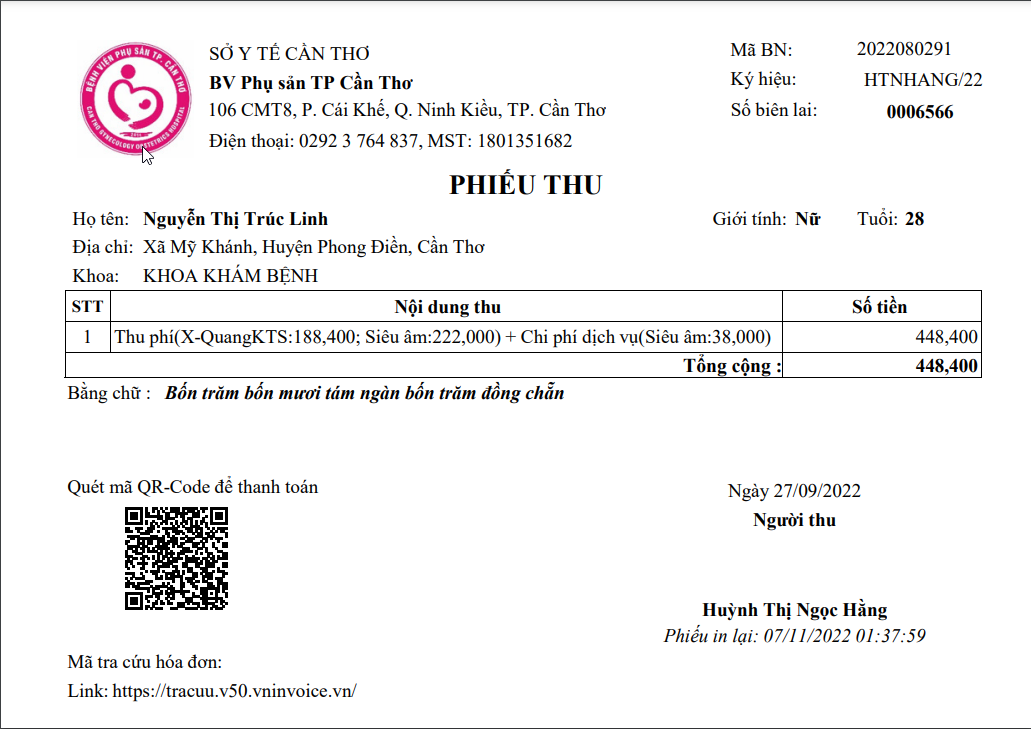 BỆNH VIỆN PHỤ SẢN TP. CẦN THƠ
CAN THO GYNECOLOGY OBSTETRICS HOSPITAL
SỞ Y TẾ CẦN THƠ
BV Phụ sản TP Cần Thơ
106 CMT8, P. Cái Khế, Q. Ninh Kiều, TP. Cần Thơ
Điện thoại: 0292 3 764 837, MST: 1801351682
Mã BN: 2022080291
Ký hiệu: HTNHANG/22
Số biên lai: 0006566
PHIẾU THU
Họ tên: Nguyễn Thị Trúc Linh Giới tính: Nữ Tuổi: 28
Địa chỉ: Xã Mỹ Khánh, Huyện Phong Điền, Cần Thơ
Khoa: KHOA KHÁM BỆNH
STT Nội dung thu Số tiền
1 Thu phí(X-QuangKTS:188,400; Siêu âm:222,000) + Chi phí dịch vụ(Siêu âm:38,000) 448,400
Tổng cộng : 448,400
Bằng chữ : Bốn trăm bốn mươi tám ngàn bốn trăm đồng chẵn
Quét mã QR-Code để thanh toán
Ngày 27/09/2022
Người thu
Huỳnh Thị Ngọc Hằng
Phiếu in lại: 07/11/2022 01:37:59
Mã tra cứu hóa đơn:
Link: https://tracuu.v50.vninvoice.vn/